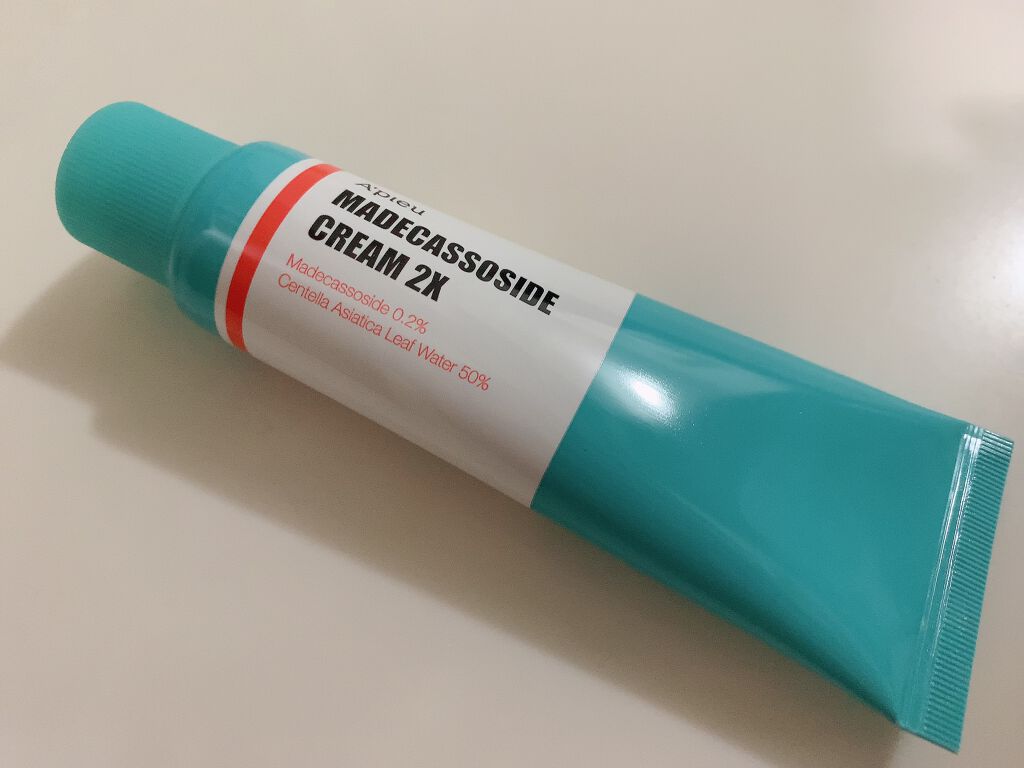 A'pieu
MADECASSOSIDE
CREAM 2X
Madecassoside 0.2%
Centella Asiatica Leaf Water 50%